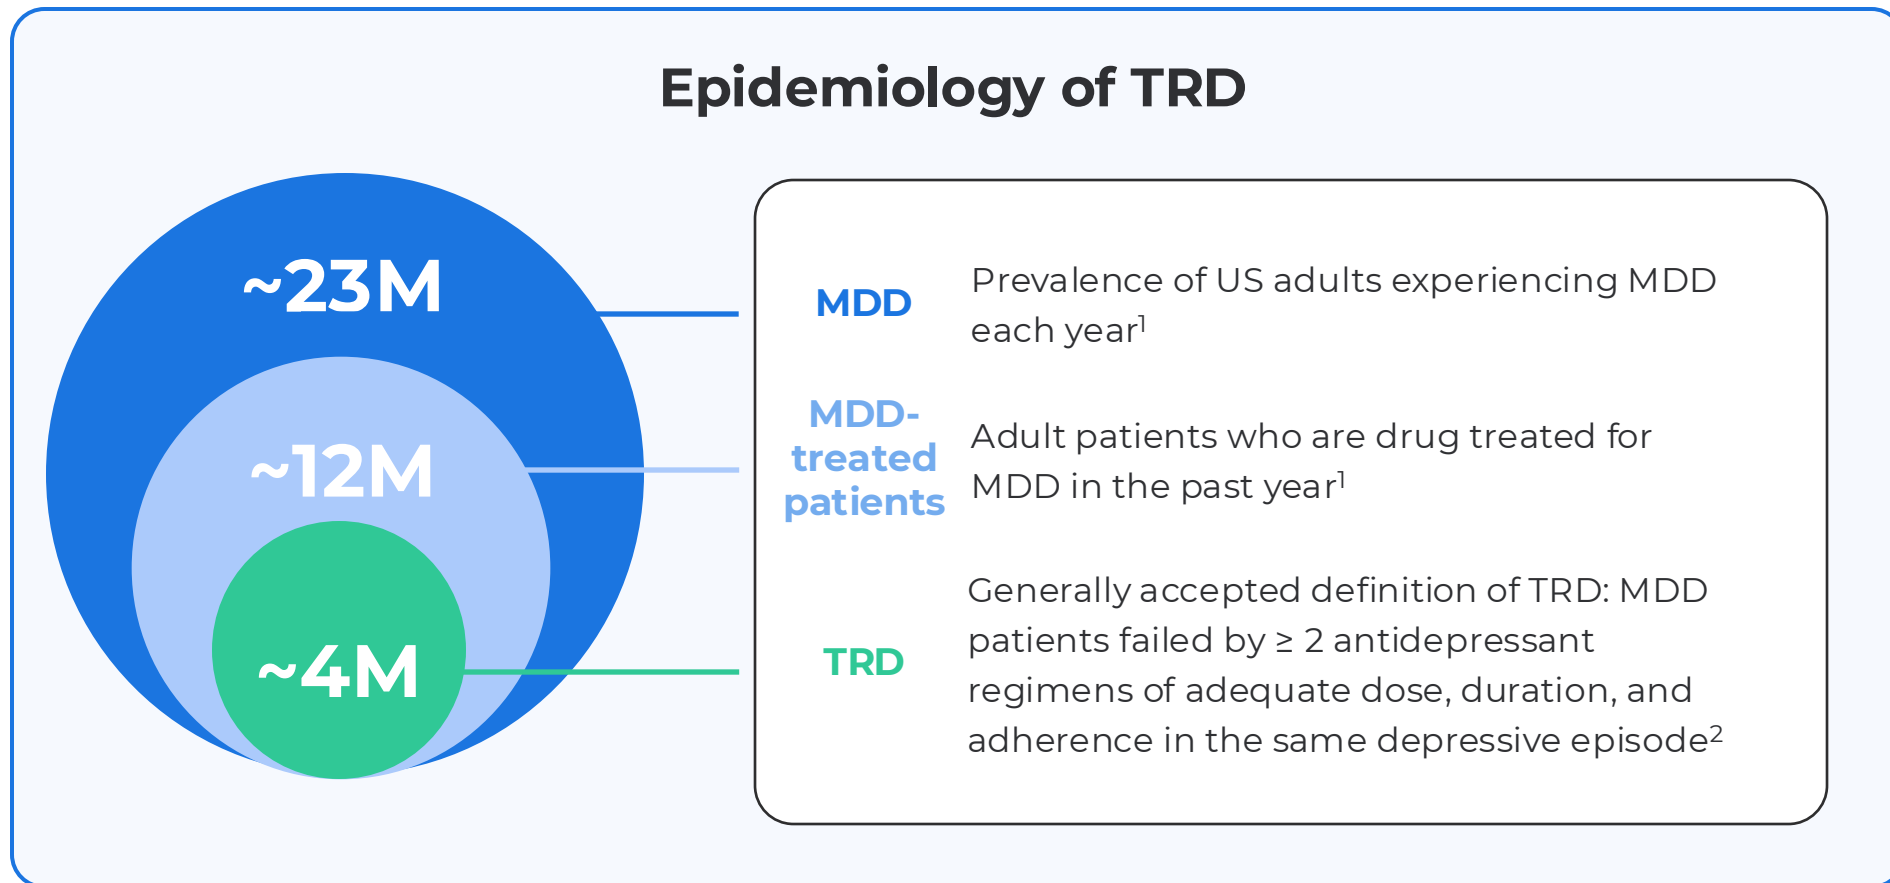 Epidemiology of TRD
~23M
~12M
~4M
MDD
Prevalence of US adults experiencing MDD
each year¹
MDD-
treated
patients
Adult patients who are drug treated for
MDD in the past year¹
TRD
Generally accepted definition of TRD: MDD
patients failed by ≥ 2 antidepressant
regimens of adequate dose, duration, and
adherence in the same depressive episode²